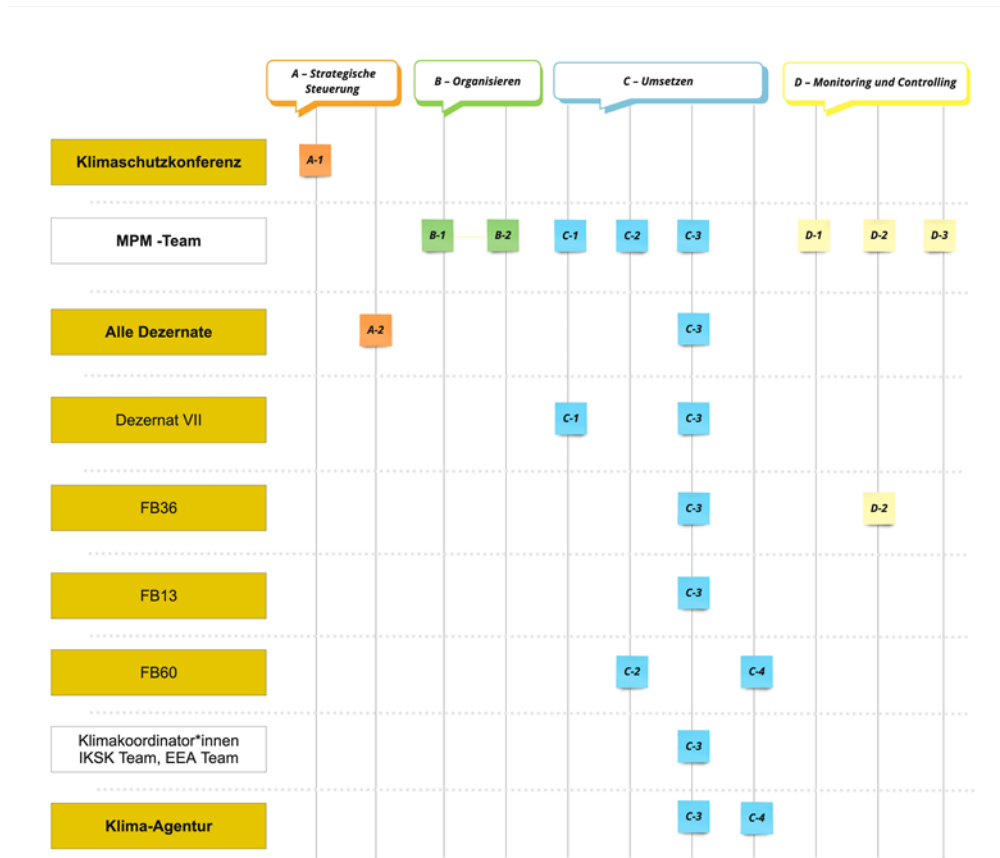 A – Strategische
Steuerung
B – Organisieren
C – Umsetzen
D – Monitoring und Controlling
Klimaschutzkonferenz
A-1
MPM -Team
B-1
B-2
C-1
C-2
C-3
D-1
D-2
D-3
Alle Dezernate
A-2
C-3
Dezernat VII
C-1
C-3
FB36
C-3
D-2
FB13
C-3
FB60
C-2
C-4
Klimakoordinator*innen
IKSK Team, EEA Team
C-3
Klima-Agentur
C-3
C-4